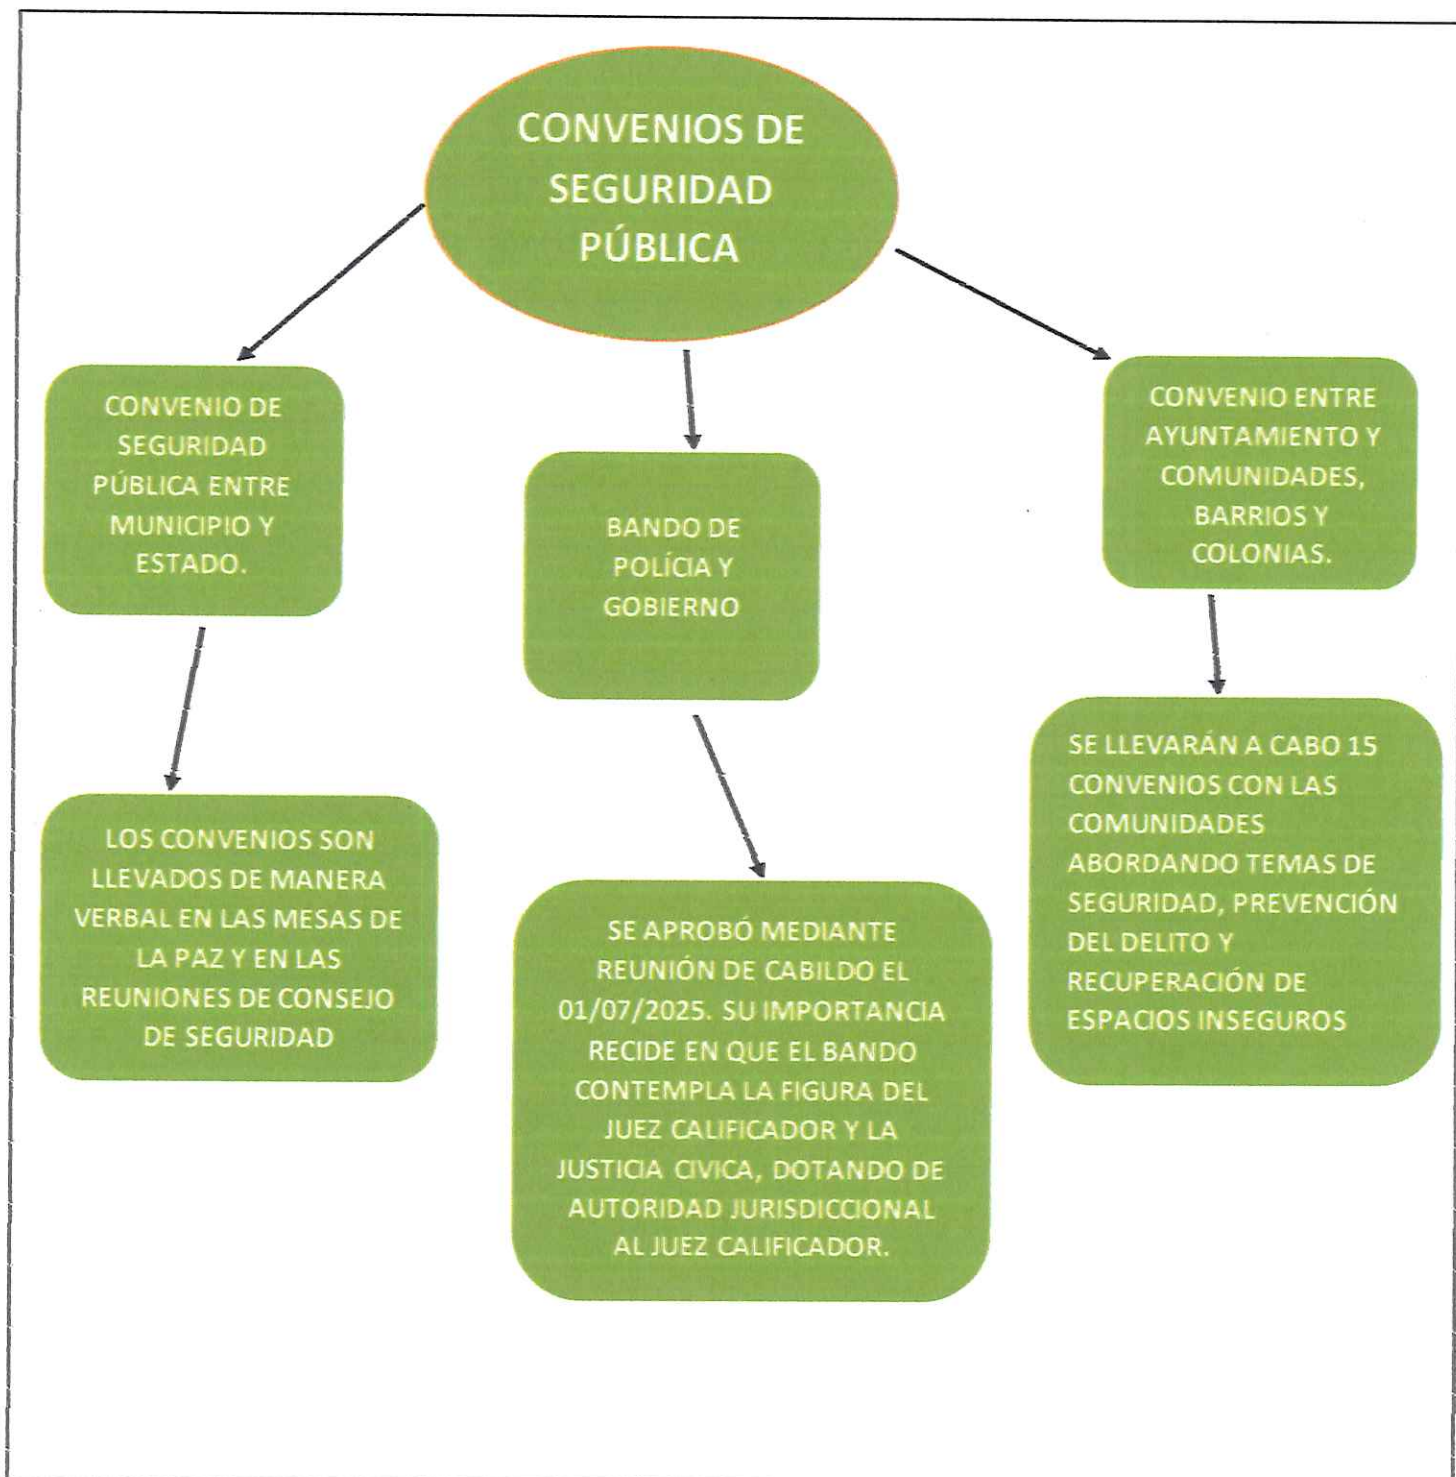 CONVENIOS DE
SEGURIDAD
PÚBLICA
CONVENIO DE
SEGURIDAD
PÚBLICA ENTRE
MUNICIPIO Y
ESTADO.
BANDO DE
POLÍCIA Y
GOBIERNO
CONVENIO ENTRE
AYUNTAMIENTO Y
COMUNIDADES,
BARRIOS Y
COLONIAS.
LOS CONVENIOS SON
LLEVADOS DE MANERA
VERBAL EN LAS MESAS DE
LA PAZ Y EN LAS
REUNIONES DE CONSEJO
DE SEGURIDAD
SE APROBÓ MEDIANTE
REUNIÓN DE CABILDO EL
01/07/2025. SU IMPORTANCIA
RECIDE EN QUE EL BANDO
CONTEMPLA LA FIGURA DEL
JUEZ CALIFICADOR Y LA
JUSTICIA CIVICA, DOTANDO DE
AUTORIDAD JURISDICCIONAL
AL JUEZ CALIFICADOR.
SE LLEVARÁN A CABO 15
CONVENIOS CON LAS
COMUNIDADES
ABORDANDO TEMAS DE
SEGURIDAD, PREVENCIÓN
DEL DELITO Y
RECUPERACIÓN DE
ESPACIOS INSEGUROS